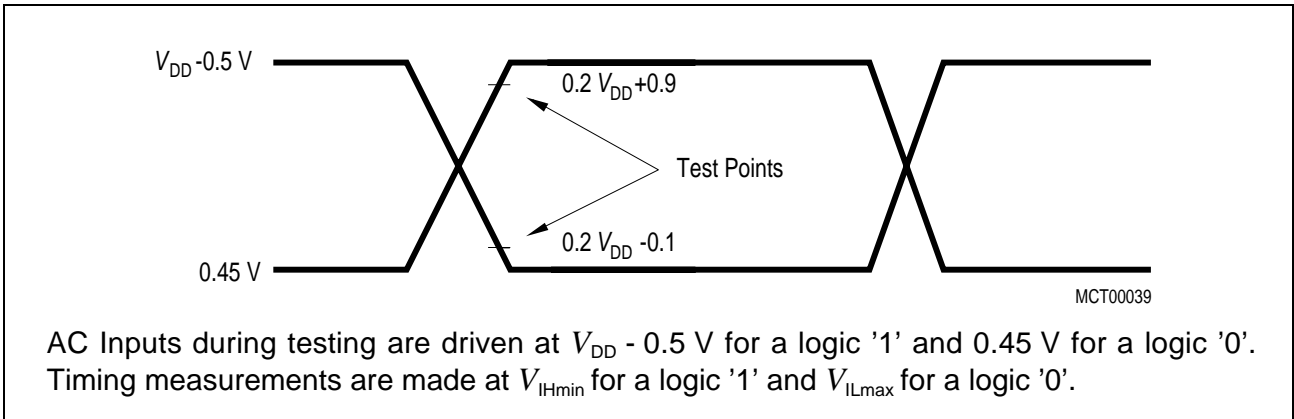 VDD -0.5 V
0.2 VDD+0.9
Test Points
0.2 VDD -0.1
0.45 V
MCT00039
AC Inputs during testing are driven at VDD - 0.5 V for a logic '1' and 0.45 V for a logic '0'.
Timing measurements are made at VIHmin for a logic '1' and VILmax for a logic '0'.